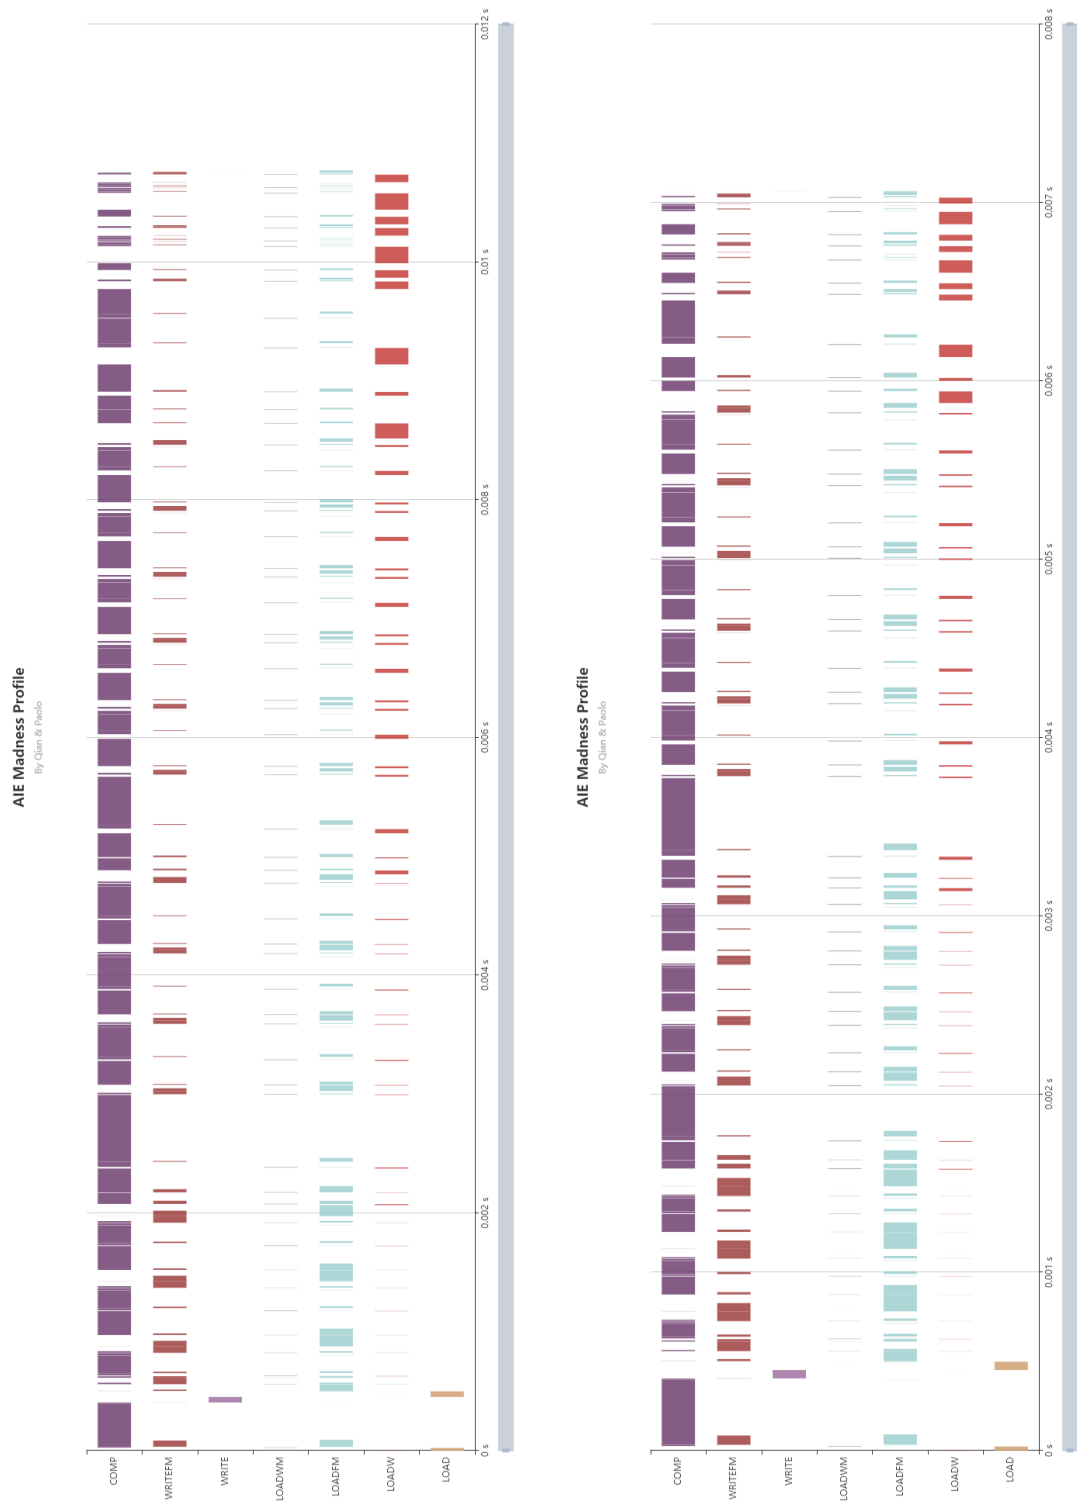 AIE Madness Profile
By Qian & Paolo
COMP
WRITEFM
WRITE
LOADWM
LOADFM
LOADW
LOAD
0 s
0.002 s
0.004 s
0.006 s
0.008 s
0.01 s
0.012 s
AIE Madness Profile
By Qian & Paolo
COMP
WRITEFM
WRITE
LOADWM
LOADFM
LOADW
LOAD
0 s
0.001 s
0.002 s
0.003 s
0.004 s
0.005 s
0.006 s
0.007 s
0.008 s